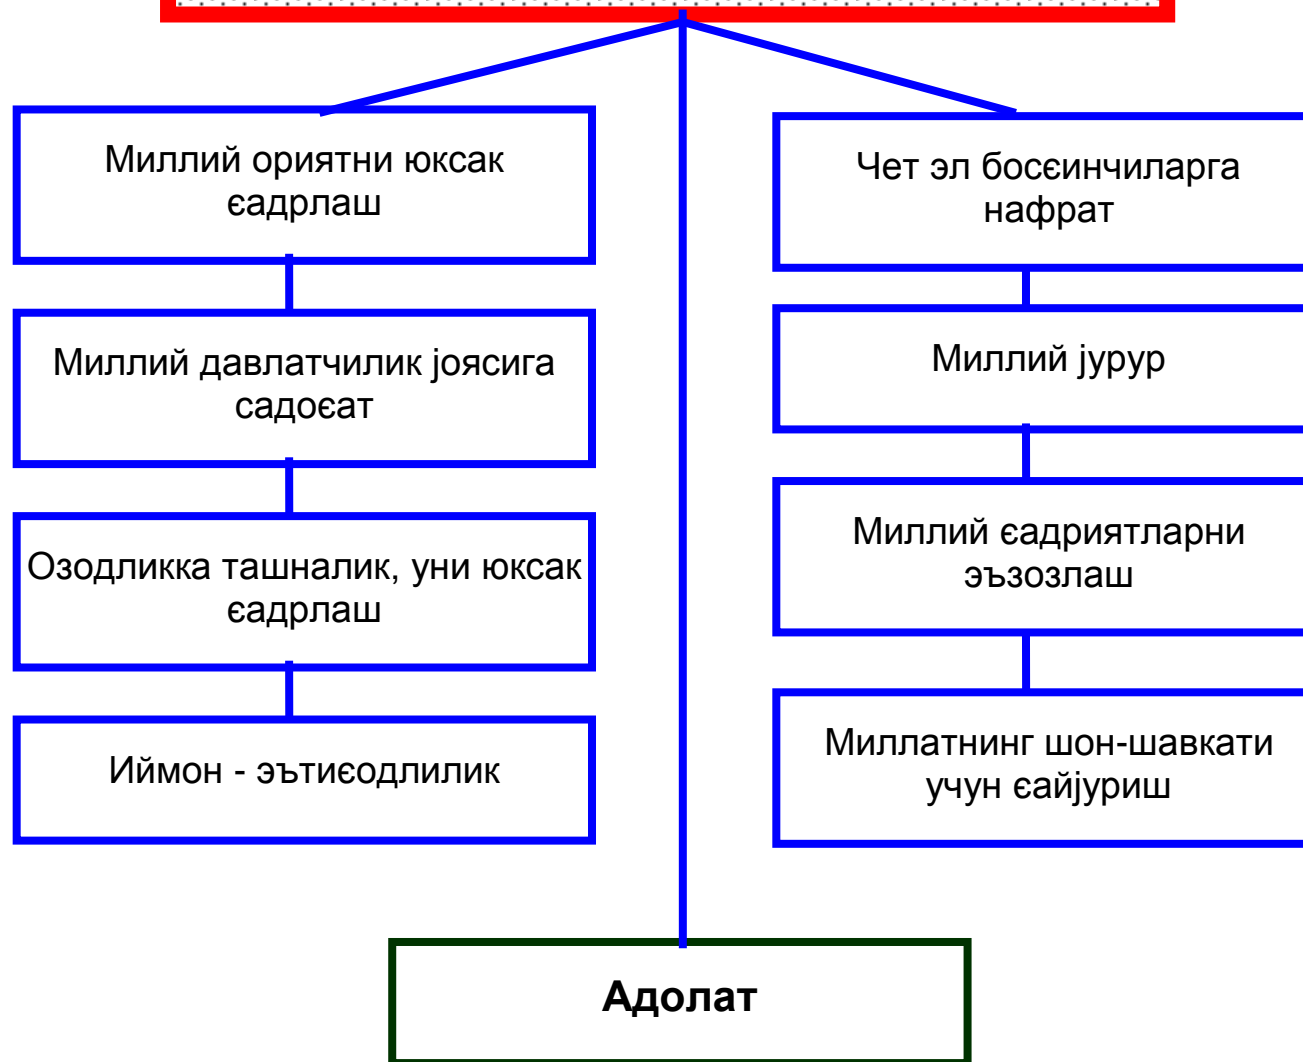 Миллий ориятни юксак
єадрлаш
Миллий давлатчилик јоясига
садоєат
Озодликка ташналик, уни юксак
єадрлаш
Иймон - эътиєодлилик
Чет эл босєинчиларга
нафрат
Миллий јурур
Миллий єадриятларни
эъзозлаш
Миллатнинг шон-шавкати
учун єайјуриш
Адолат